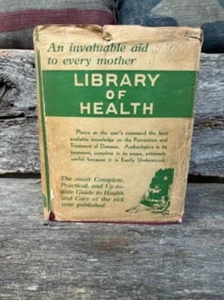 An invaluable aid
to every mother
LIBRARY
OF
HEALTH
Places at the user's command the best
available knowledge on the Prevention and
Treatment of Diseases. Authoritative in its
treatment, complete in its scope, extremely
useful because it is Easily Understood.
The most Complete,
Practical, and Up-to-
date Guide to Health
and Care of the sick
ever published.